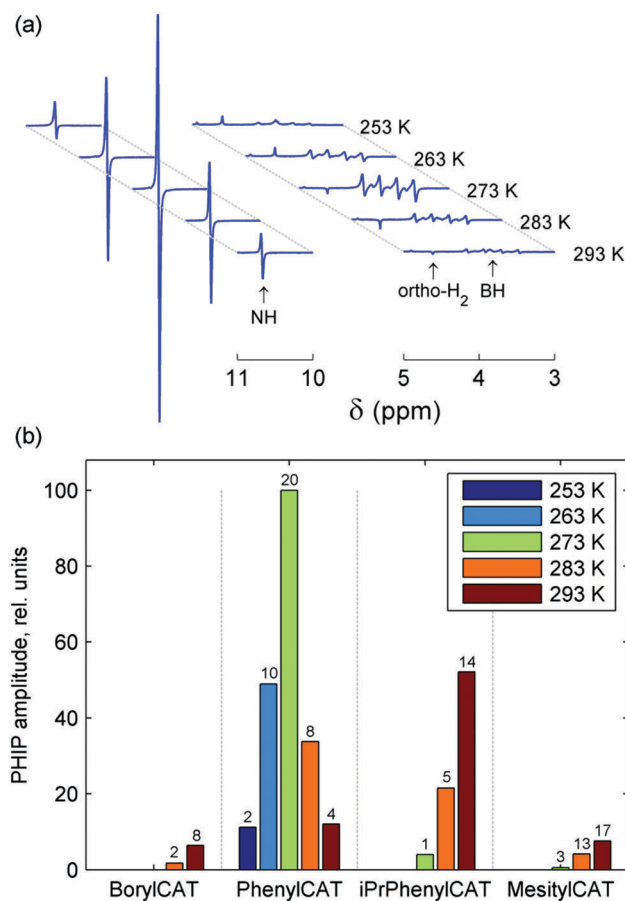 (a)
253 K
263 K
273 K
283 K
293 K
NH
ortho-H2
BH
11 10 5 4 3
δ (ppm)
(b)
PHIP amplitude, rel. units
100
80
60
40
20
0
253 K
263 K
273 K
283 K
293 K
2 8
2 10 20 8 4
1 5 14
3 13 17
BorylCAT PhenylCAT iPrPhenylCAT MesitylCAT